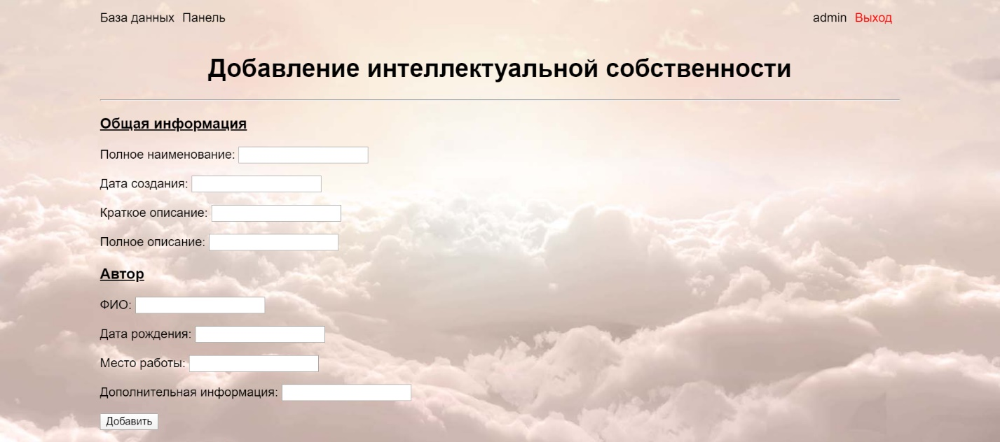 База данных Панель admin Выход
Добавление интеллектуальной собственности
Общая информация
Полное наименование:
Дата создания:
Краткое описание:
Полное описание:
Автор
ФИО:
Дата рождения:
Место работы:
Дополнительная информация:
Добавить